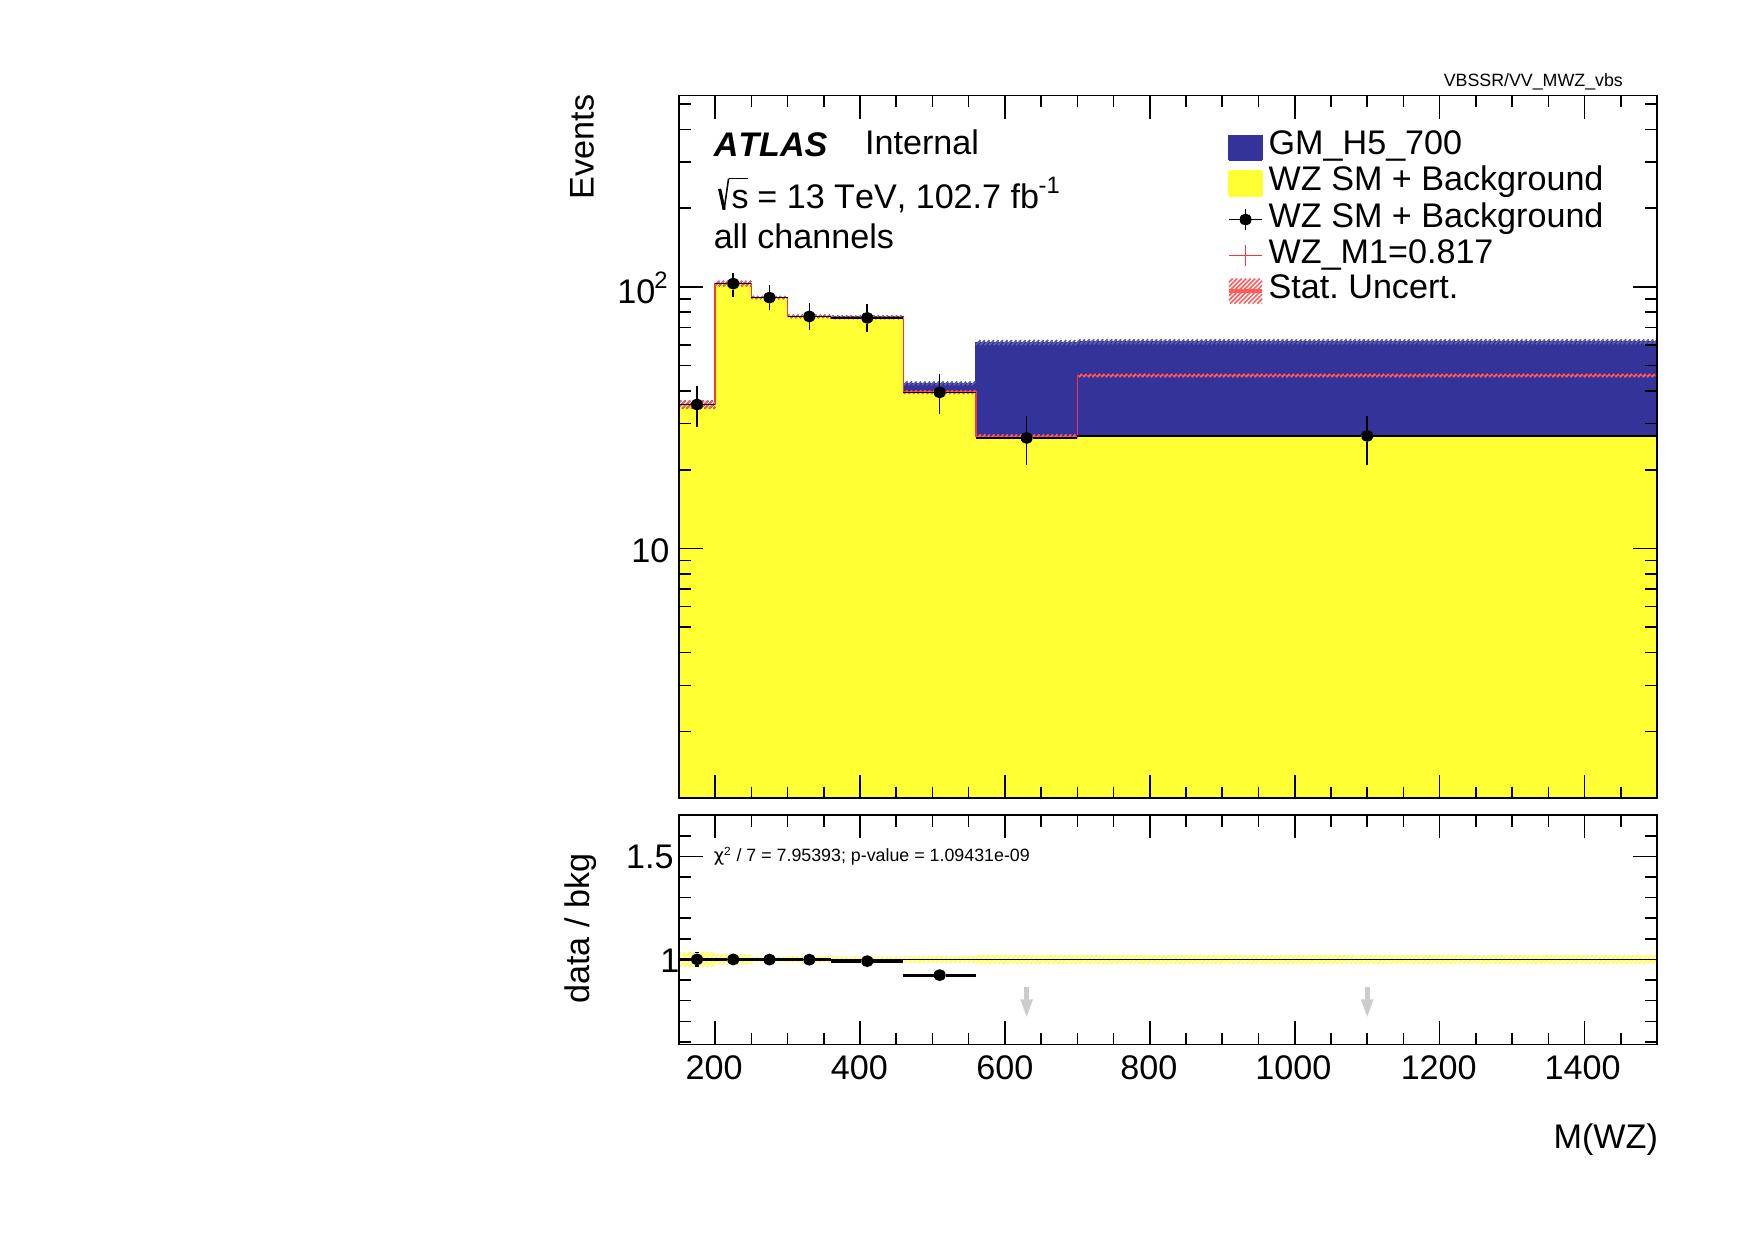 VBSSR/VV_MWZ_vbs
Events
ATLAS Internal
√s = 13 TeV, 102.7 fb-1
all channels
GM_H5_700
WZ SM + Background
WZ SM + Background
WZ_M1=0.817
Stat. Uncert.
10²
10
data / bkg
1.5
χ² / 7 = 7.95393; p-value = 1.09431e-09
1
200 400 600 800 1000 1200 1400
M(WZ)